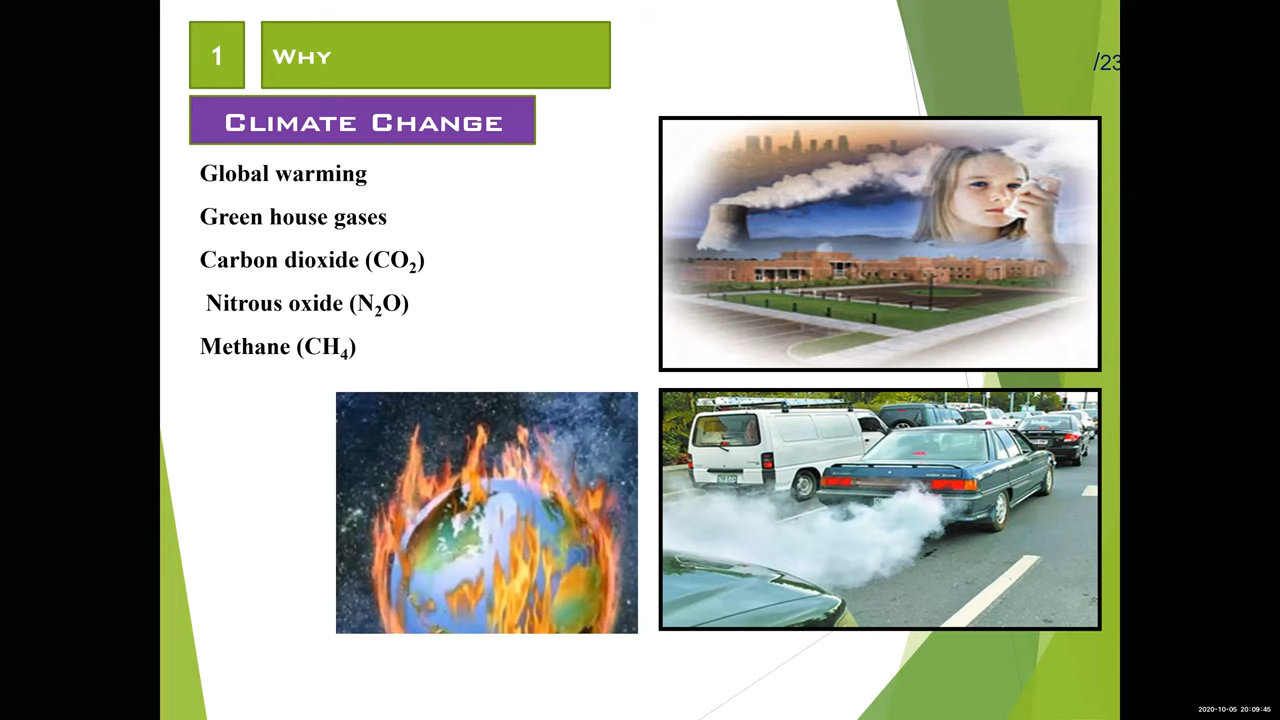 1
WHY
/23
CLIMATE CHANGE
Global warming
Green house gases
Carbon dioxide (CO₂)
Nitrous oxide (N₂O)
Methane (CH₄)
2020-10-05 20:09:45